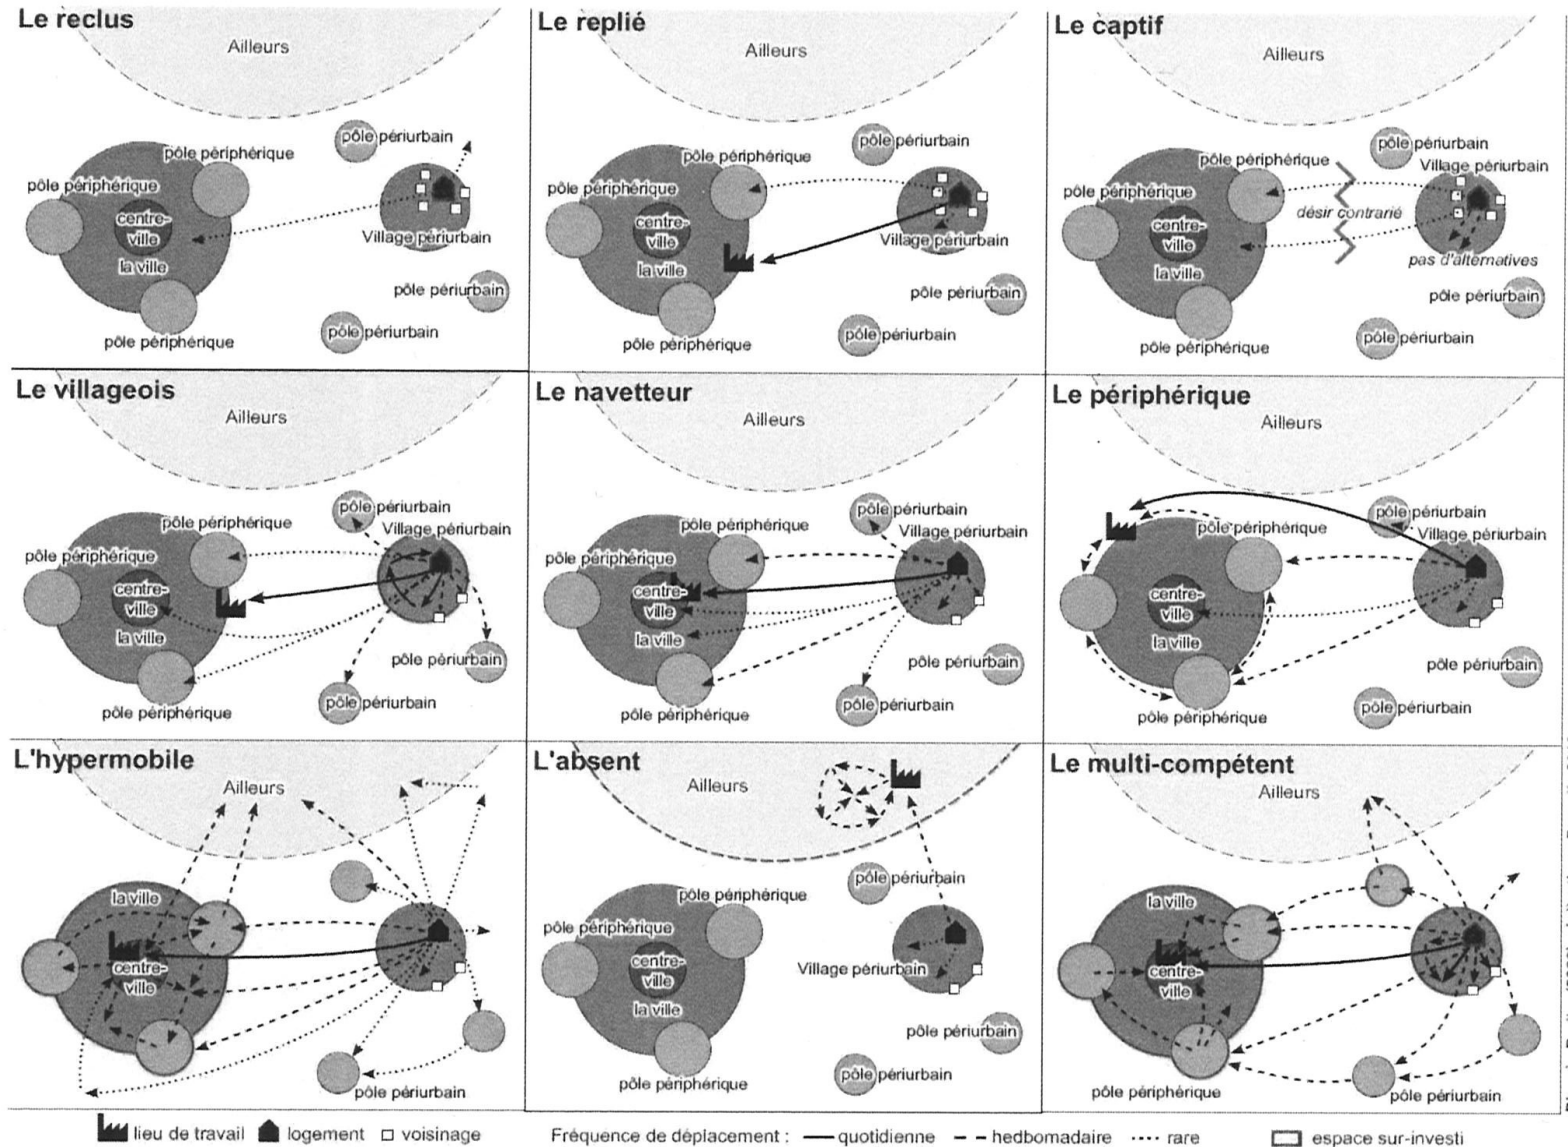 Le reclus
Ailleurs
pôle périurbain
pôle périphérique
pôle périphérique
centre-
ville
la ville
Village périurbain
pôle périurbain
pôle périurbain
pôle périphérique
Le replié
Ailleurs
pôle périurbain
pôle périphérique
pôle périphérique
centre-
ville
la ville
Village périurbain
pôle périurbain
pôle périurbain
pôle périphérique
Le captif
Ailleurs
pôle périurbain
pôle périphérique
Village périurbain
pôle périphérique
centre-
ville
désir contrarié
la ville
pas d'alternatives
pôle périurbain
pôle périurbain
pôle périphérique
Le villageois
Ailleurs
pôle périurbain
pôle périphérique
Village périurbain
pôle périphérique
centre-
ville
la ville
pôle périurbain
pôle périurbain
pôle périphérique
Le navetteur
Ailleurs
pôle périurbain
pôle périphérique
Village périurbain
pôle périphérique
centre-
ville
la ville
pôle périurbain
pôle périurbain
pôle périphérique
Le périphérique
Ailleurs
pôle périurbain
pôle périphérique
Village périurbain
centre-
ville
la ville
pôle périurbain
pôle périurbain
pôle périphérique
L'hypermobile
Ailleurs
la ville
centre-
ville
pôle périurbain
L'absent
Ailleurs
pôle périurbain
pôle périphérique
pôle périphérique
centre-
ville
Village périurbain
la ville
pôle périurbain
pôle périurbain
pôle périphérique
Le multi-compétent
Ailleurs
la ville
centre-
ville
pôle périphérique
pôle périurbain
lieu de travail
logement
voisinage
Fréquence de déplacement :
quotidienne
hedbomadaire
rare
espace sur-investi